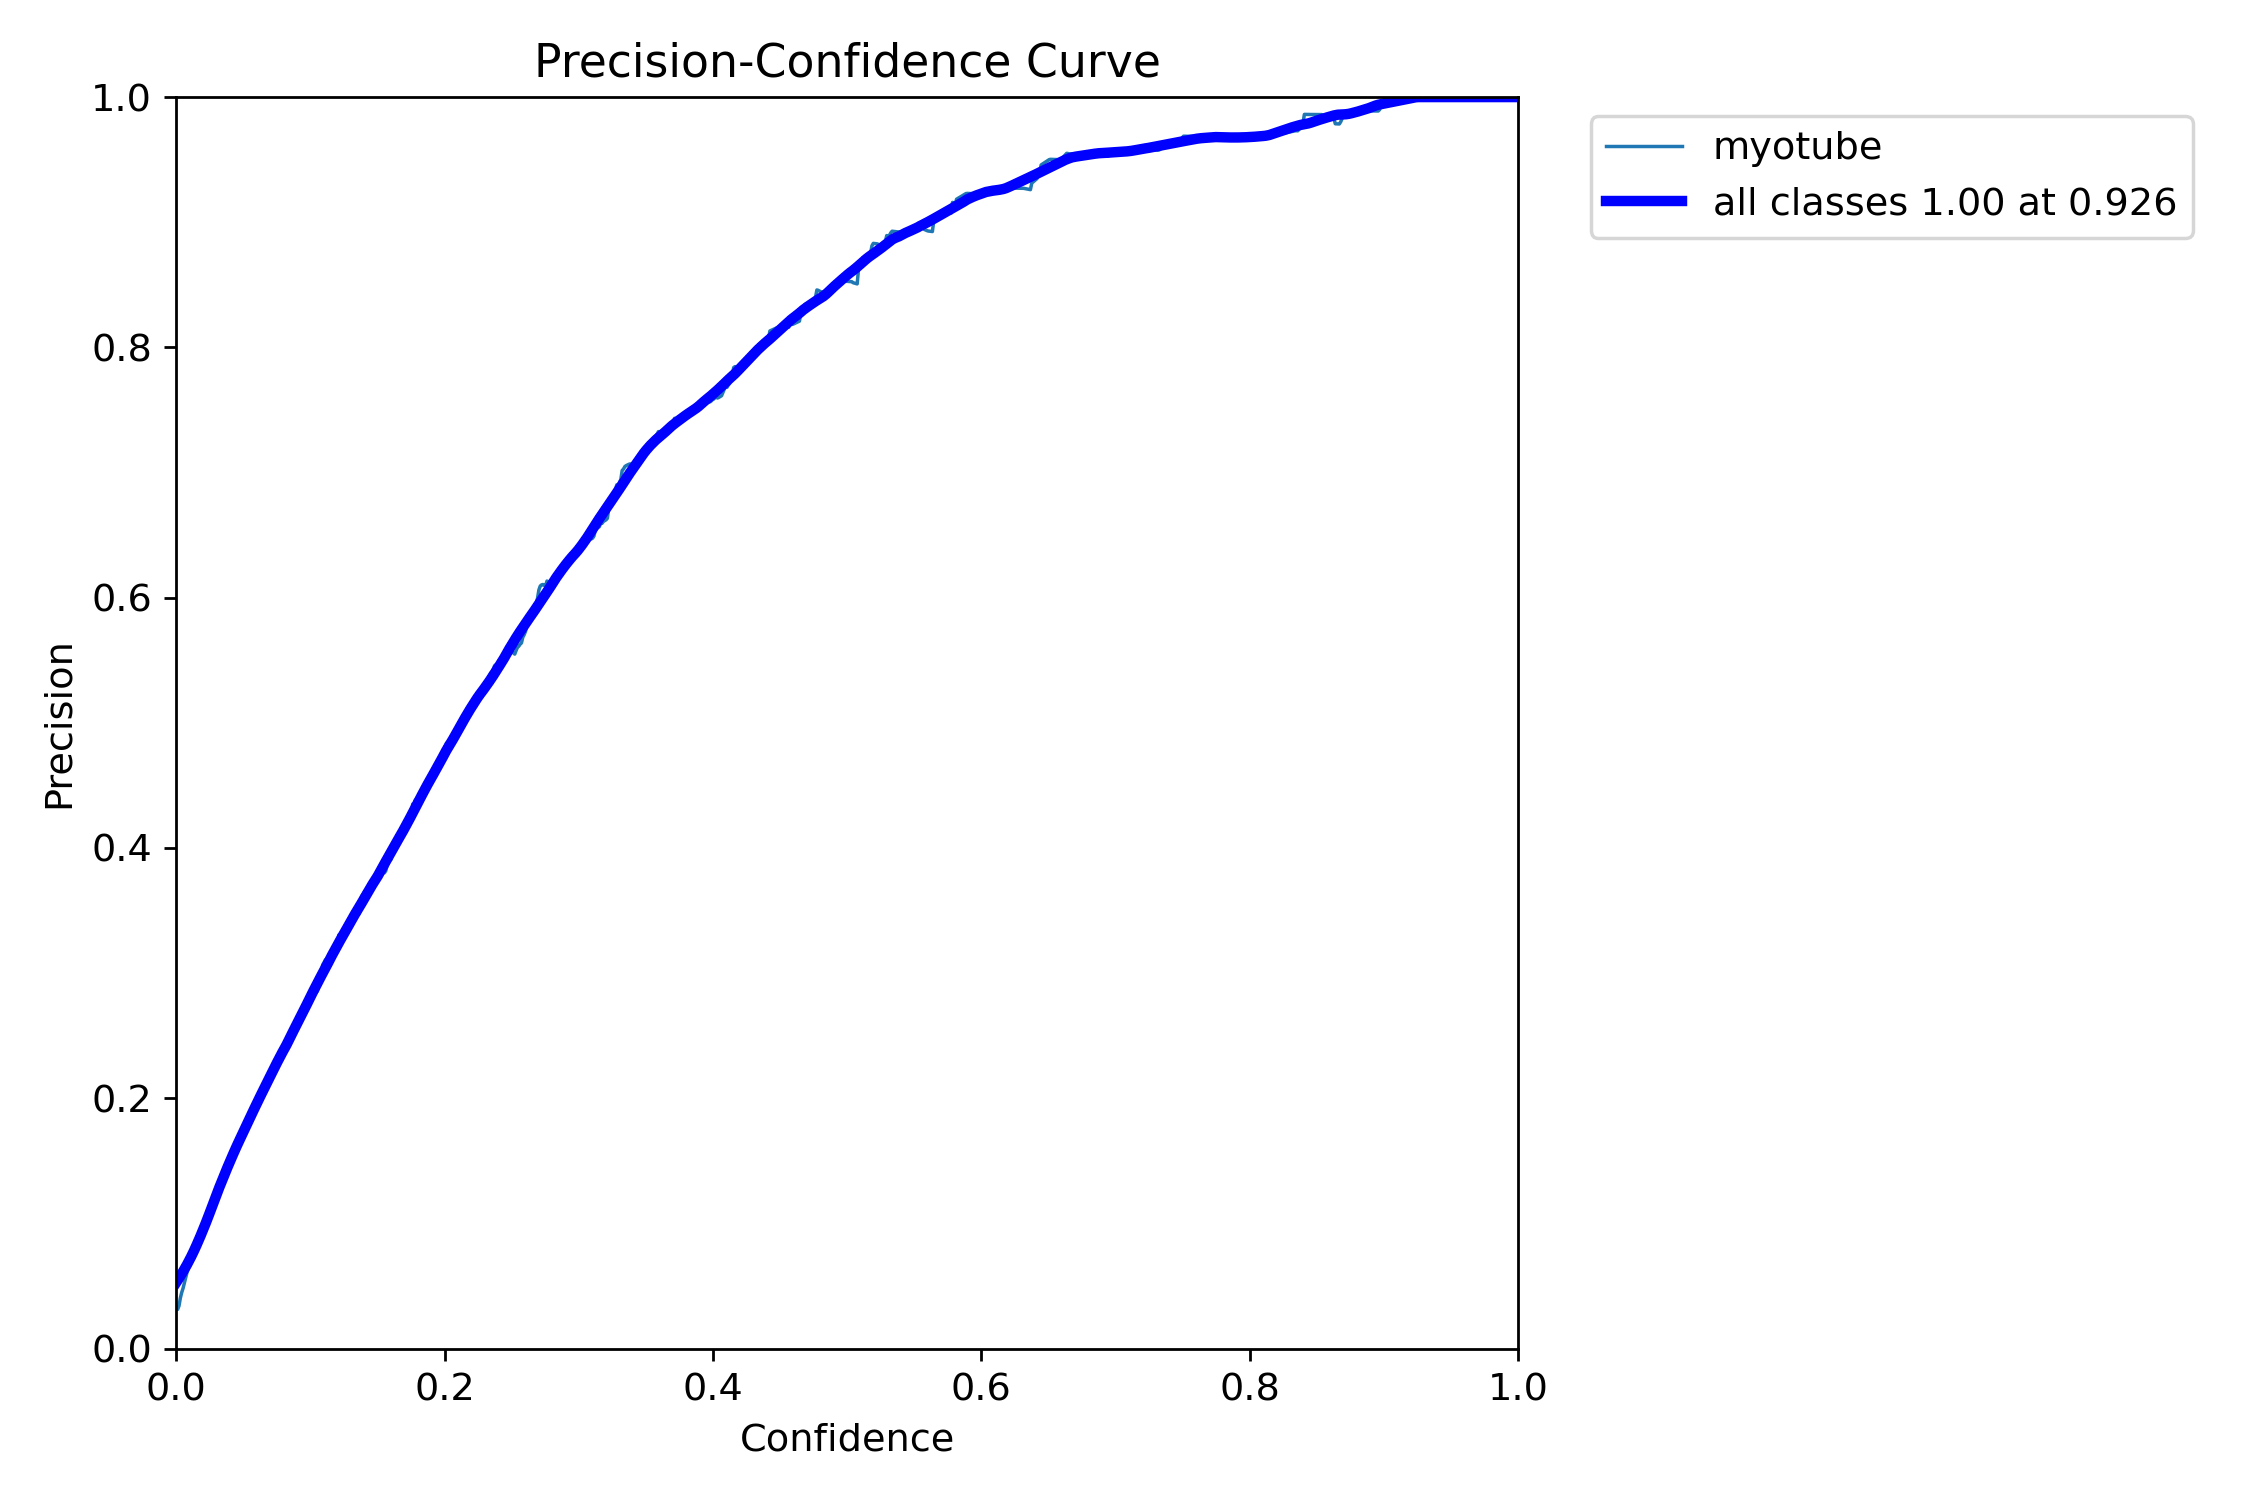 Precision-Confidence Curve
1.0
0.8
0.6
0.4
0.2
0.0
Precision
0.0 0.2 0.4 0.6 0.8 1.0
Confidence
myotube
all classes 1.00 at 0.926